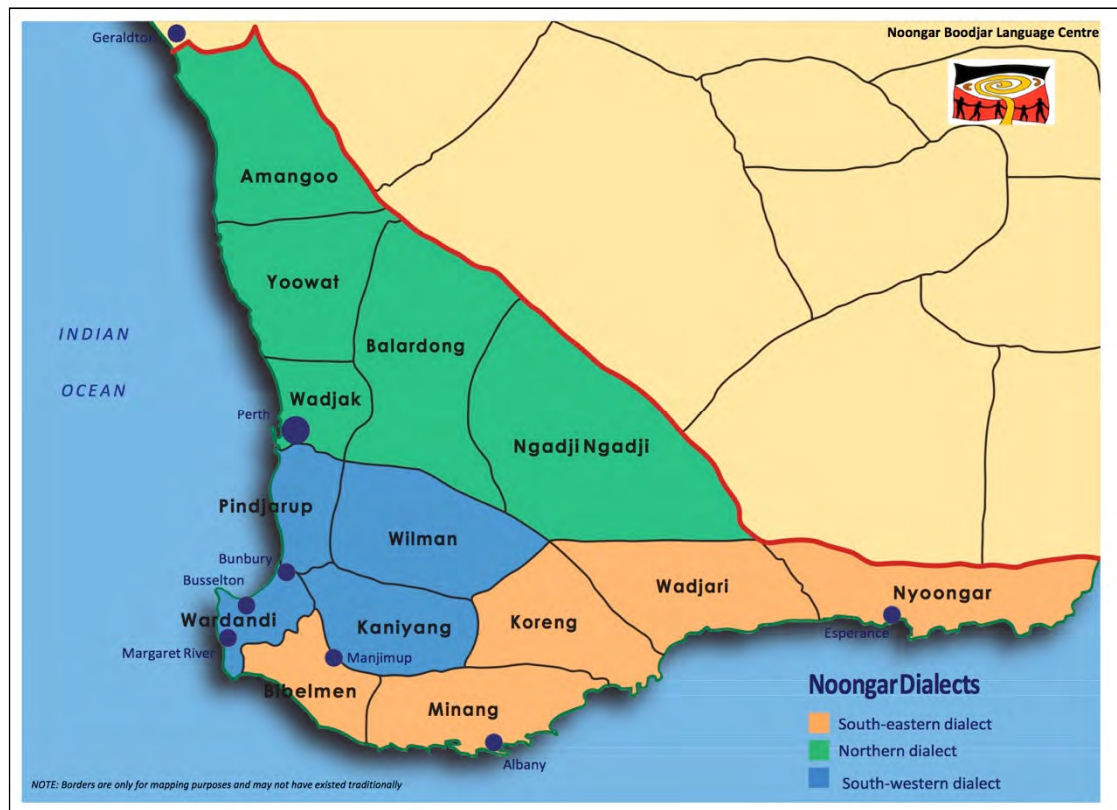 Noongar Boodjar Language Centre
Geraldton
Amangoo
Yoowat
Balardong
INDIAN
OCEAN
Wadjak
Perth
Ngadji Ngadji
Pindjarup
Wilman
Bunbury
Busselton
Wardandi
Kaniyang
Koreng
Wadjari
Nyoongar
Esperance
Margaret River
Manjimup
Bibelmen
Minang
Albany
Noongar Dialects
South-eastern dialect
Northern dialect
South-western dialect
NOTE: Borders are only for mapping purposes and may not have existed traditionally